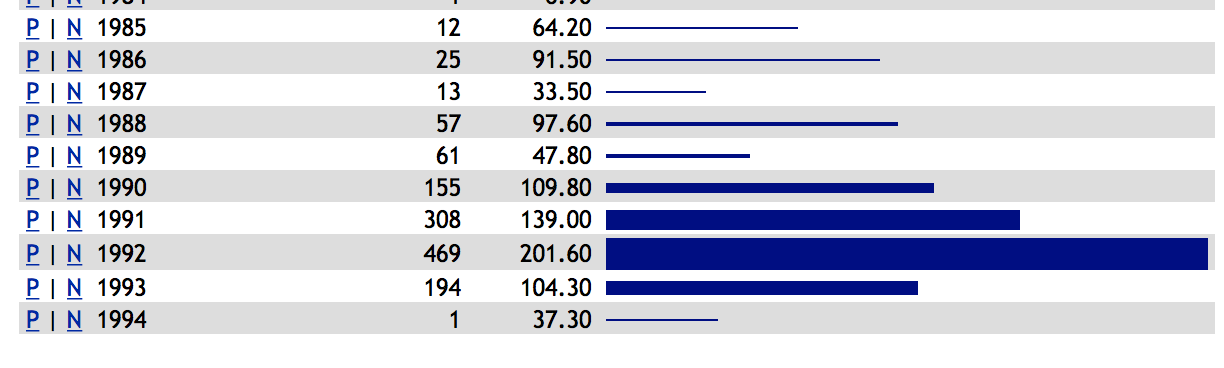 P | N 1985 12 64.20
P | N 1986 25 91.50
P | N 1987 13 33.50
P | N 1988 57 97.60
P | N 1989 61 47.80
P | N 1990 155 109.80
P | N 1991 308 139.00
P | N 1992 469 201.60
P | N 1993 194 104.30
P | N 1994 1 37.30